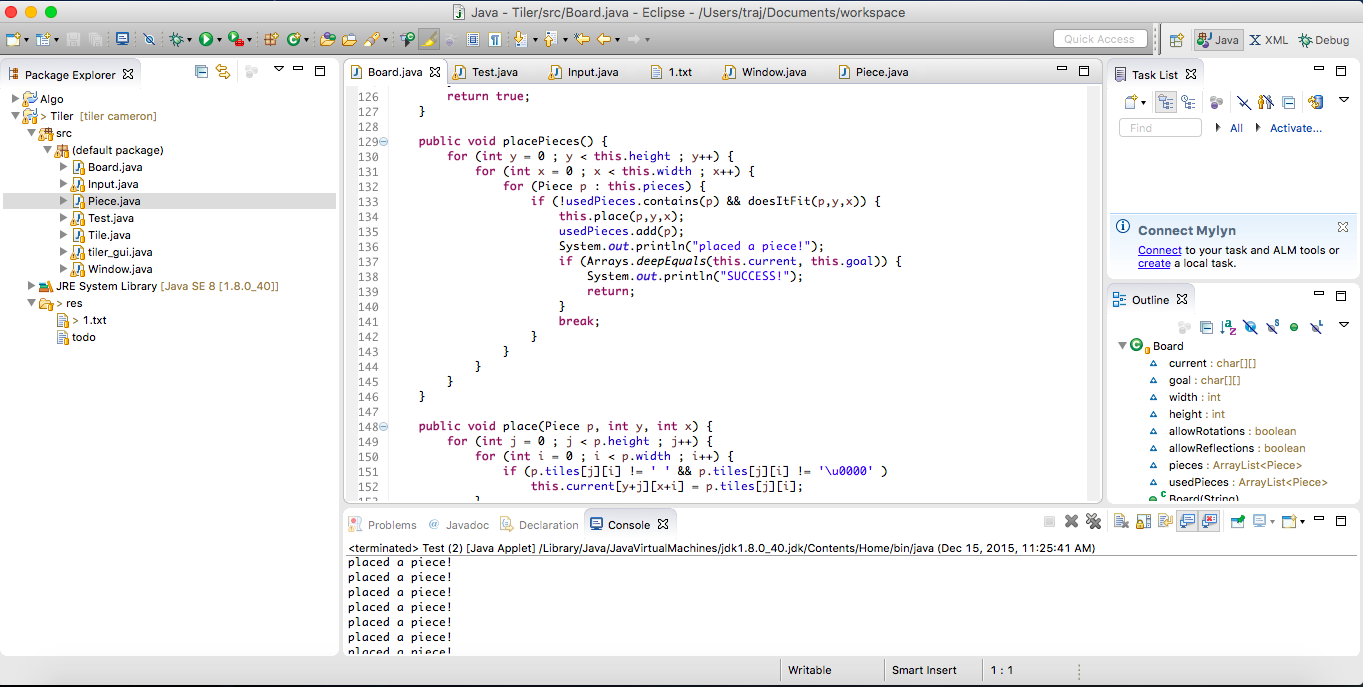 Java - Tiler/src/Board.java - Eclipse - /Users/traj/Documents/workspace
Quick Access
Java
XML
Debug
Package Explorer
Algo
> Tiler [tiler cameron]
src
(default package)
Board.java
Input.java
Piece.java
Test.java
Tile.java
tiler_gui.java
Window.java
JRE System Library [Java SE 8 [1.8.0_40]]
> res
> 1.txt
todo
Board.java
Test.java
Input.java
1.txt
Window.java
Piece.java
126 return true;
127 }
128
129 public void placePieces() {
130 for (int y = 0 ; y < this.height ; y++) {
131 for (int x = 0 ; x < this.width ; x++) {
132 for (Piece p : this.pieces) {
133 if (!usedPieces.contains(p) && doesItFit(p,y,x)) {
134 this.place(p,y,x);
135 usedPieces.add(p);
136 System.out.println("placed a piece!");
137 if (Arrays.deepEquals(this.current, this.goal)) {
138 System.out.println("SUCCESS!");
139 return;
140 }
141 break;
142 }
143 }
144 }
145 }
146 }
147
148 public void place(Piece p, int y, int x) {
149 for (int j = 0 ; j < p.height ; j++) {
150 for (int i = 0 ; i < p.width ; i++) {
151 if (p.tiles[j][i] != ' ' && p.tiles[j][i] != '\u0000' )
152 this.current[y+j][x+i] = p.tiles[j][i];
153 }
Task List
Find
All
Activate...
Connect Mylyn
Connect to your task and ALM tools or
create a local task.
Outline
Board
current : char[][]
goal : char[][]
width : int
height : int
allowRotations : boolean
allowReflections : boolean
pieces : ArrayList<Piece>
usedPieces : ArrayList<Piece>
Board(String)
Problems
@ Javadoc
Declaration
Console
<terminated> Test (2) [Java Applet] /Library/Java/JavaVirtualMachines/jdk1.8.0_40.jdk/Contents/Home/bin/java (Dec 15, 2015, 11:25:41 AM)
placed a piece!
placed a piece!
placed a piece!
placed a piece!
placed a piece!
placed a piece!
placed a piece!
Writable
Smart Insert
1 : 1